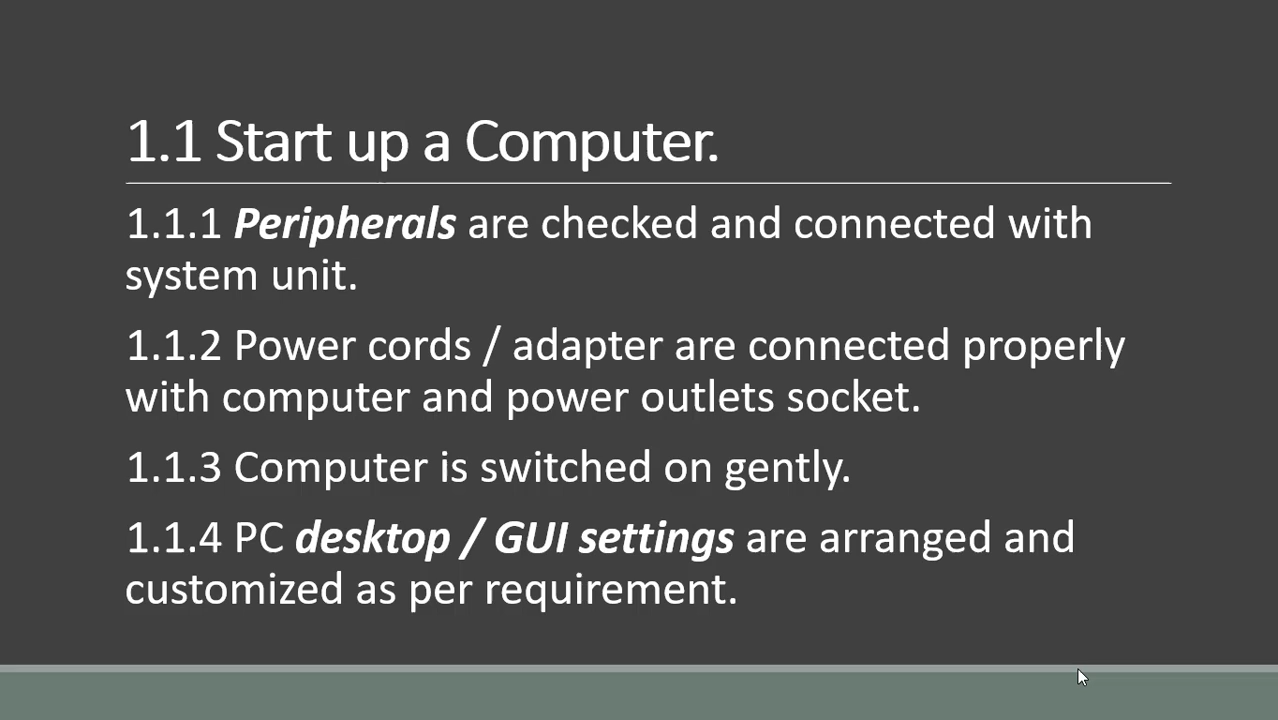 1.1 Start up a Computer.
1.1.1 Peripherals are checked and connected with
system unit.
1.1.2 Power cords / adapter are connected properly
with computer and power outlets socket.
1.1.3 Computer is switched on gently.
1.1.4 PC desktop / GUI settings are arranged and
customized as per requirement.